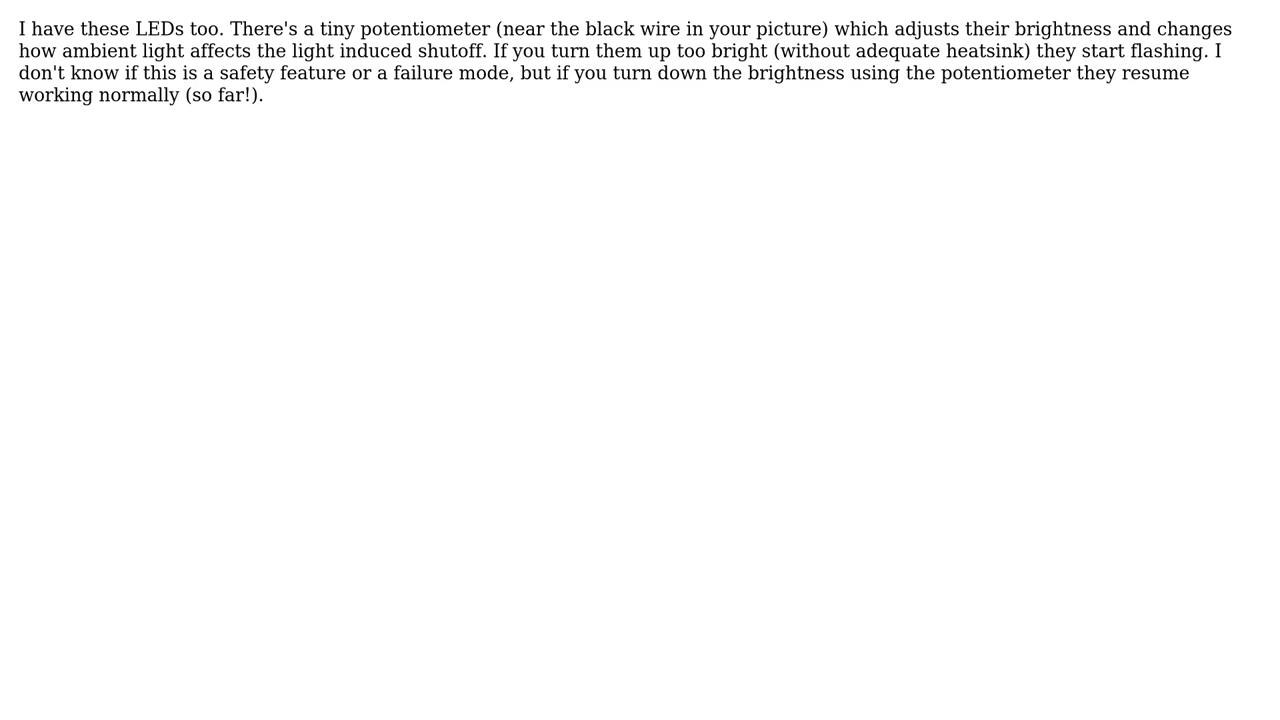 I have these LEDs too. There's a tiny potentiometer (near the black wire in your picture) which adjusts their brightness and changes
how ambient light affects the light induced shutoff. If you turn them up too bright (without adequate heatsink) they start flashing. I
don't know if this is a safety feature or a failure mode, but if you turn down the brightness using the potentiometer they resume
working normally (so far!).